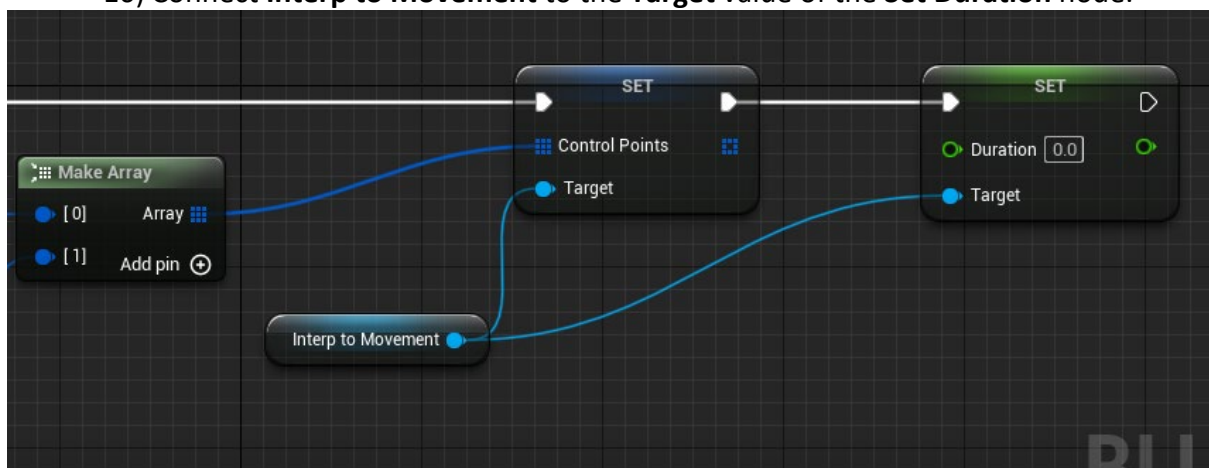 Connect Interp to Movement to the Target value of the Set Duration node.
SET
SET
Control Points
Duration 0.0
Make Array
Target
Target
[ 0]
Array
[ 1]
Add pin
Interp to Movement